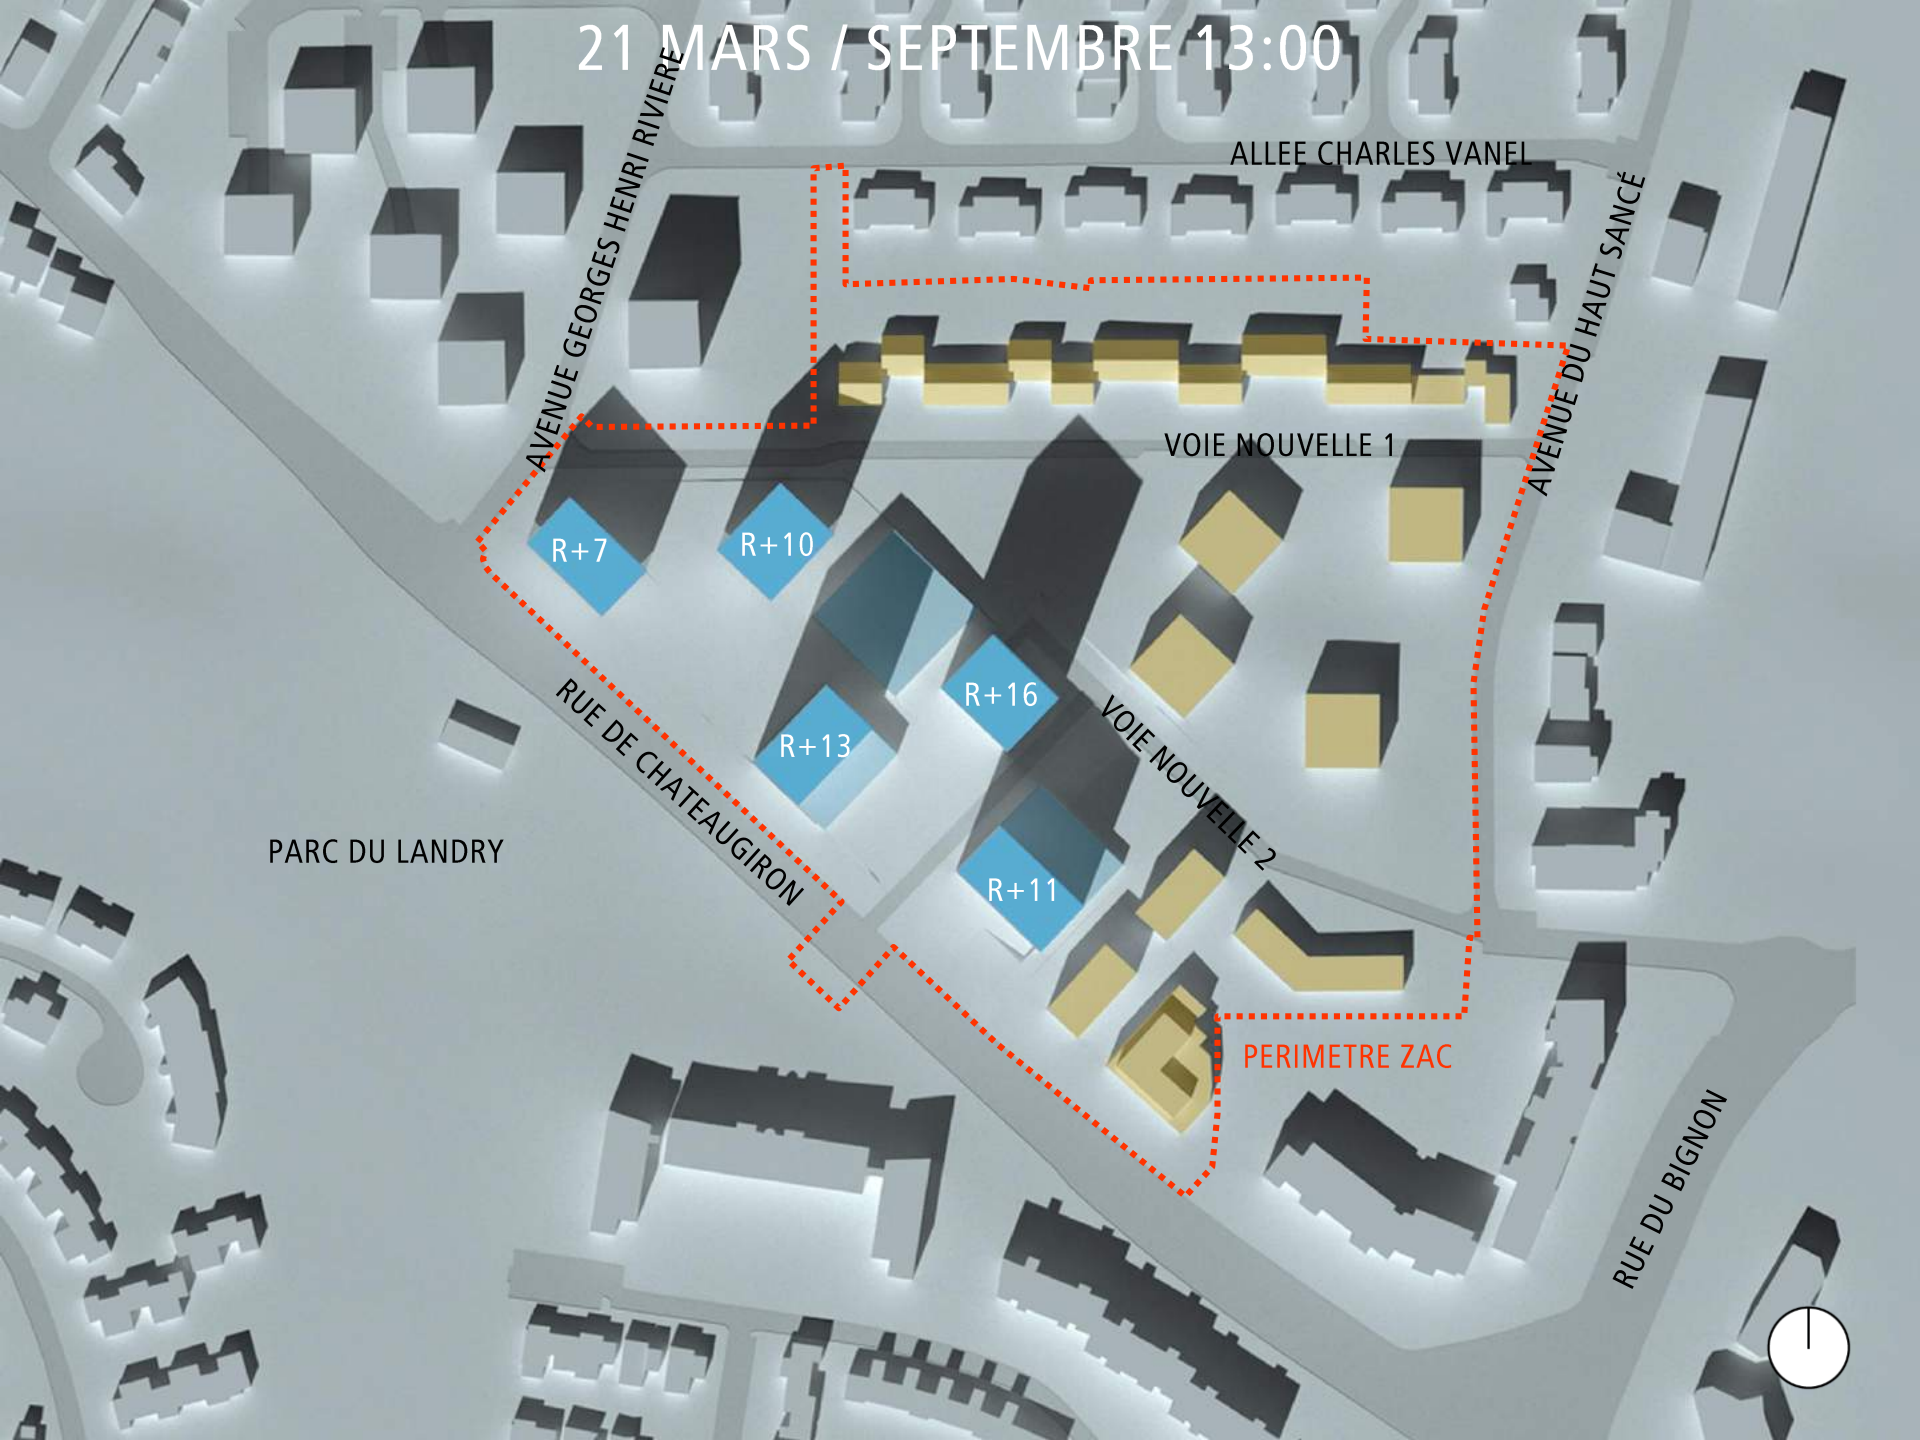 21 MARS / SEPTEMBRE 13:00
AVENUE GEORGES HENRI RIVIERE
ALLEE CHARLES VANEL
AVENUE DU HAUT SANCÉ
VOIE NOUVELLE 1
R+7
R+10
R+16
R+13
RUE DE CHATEAUGIRON
VOIE NOUVELLE 2
PARC DU LANDRY
R+11
PERIMETRE ZAC
RUE DU BIGNON